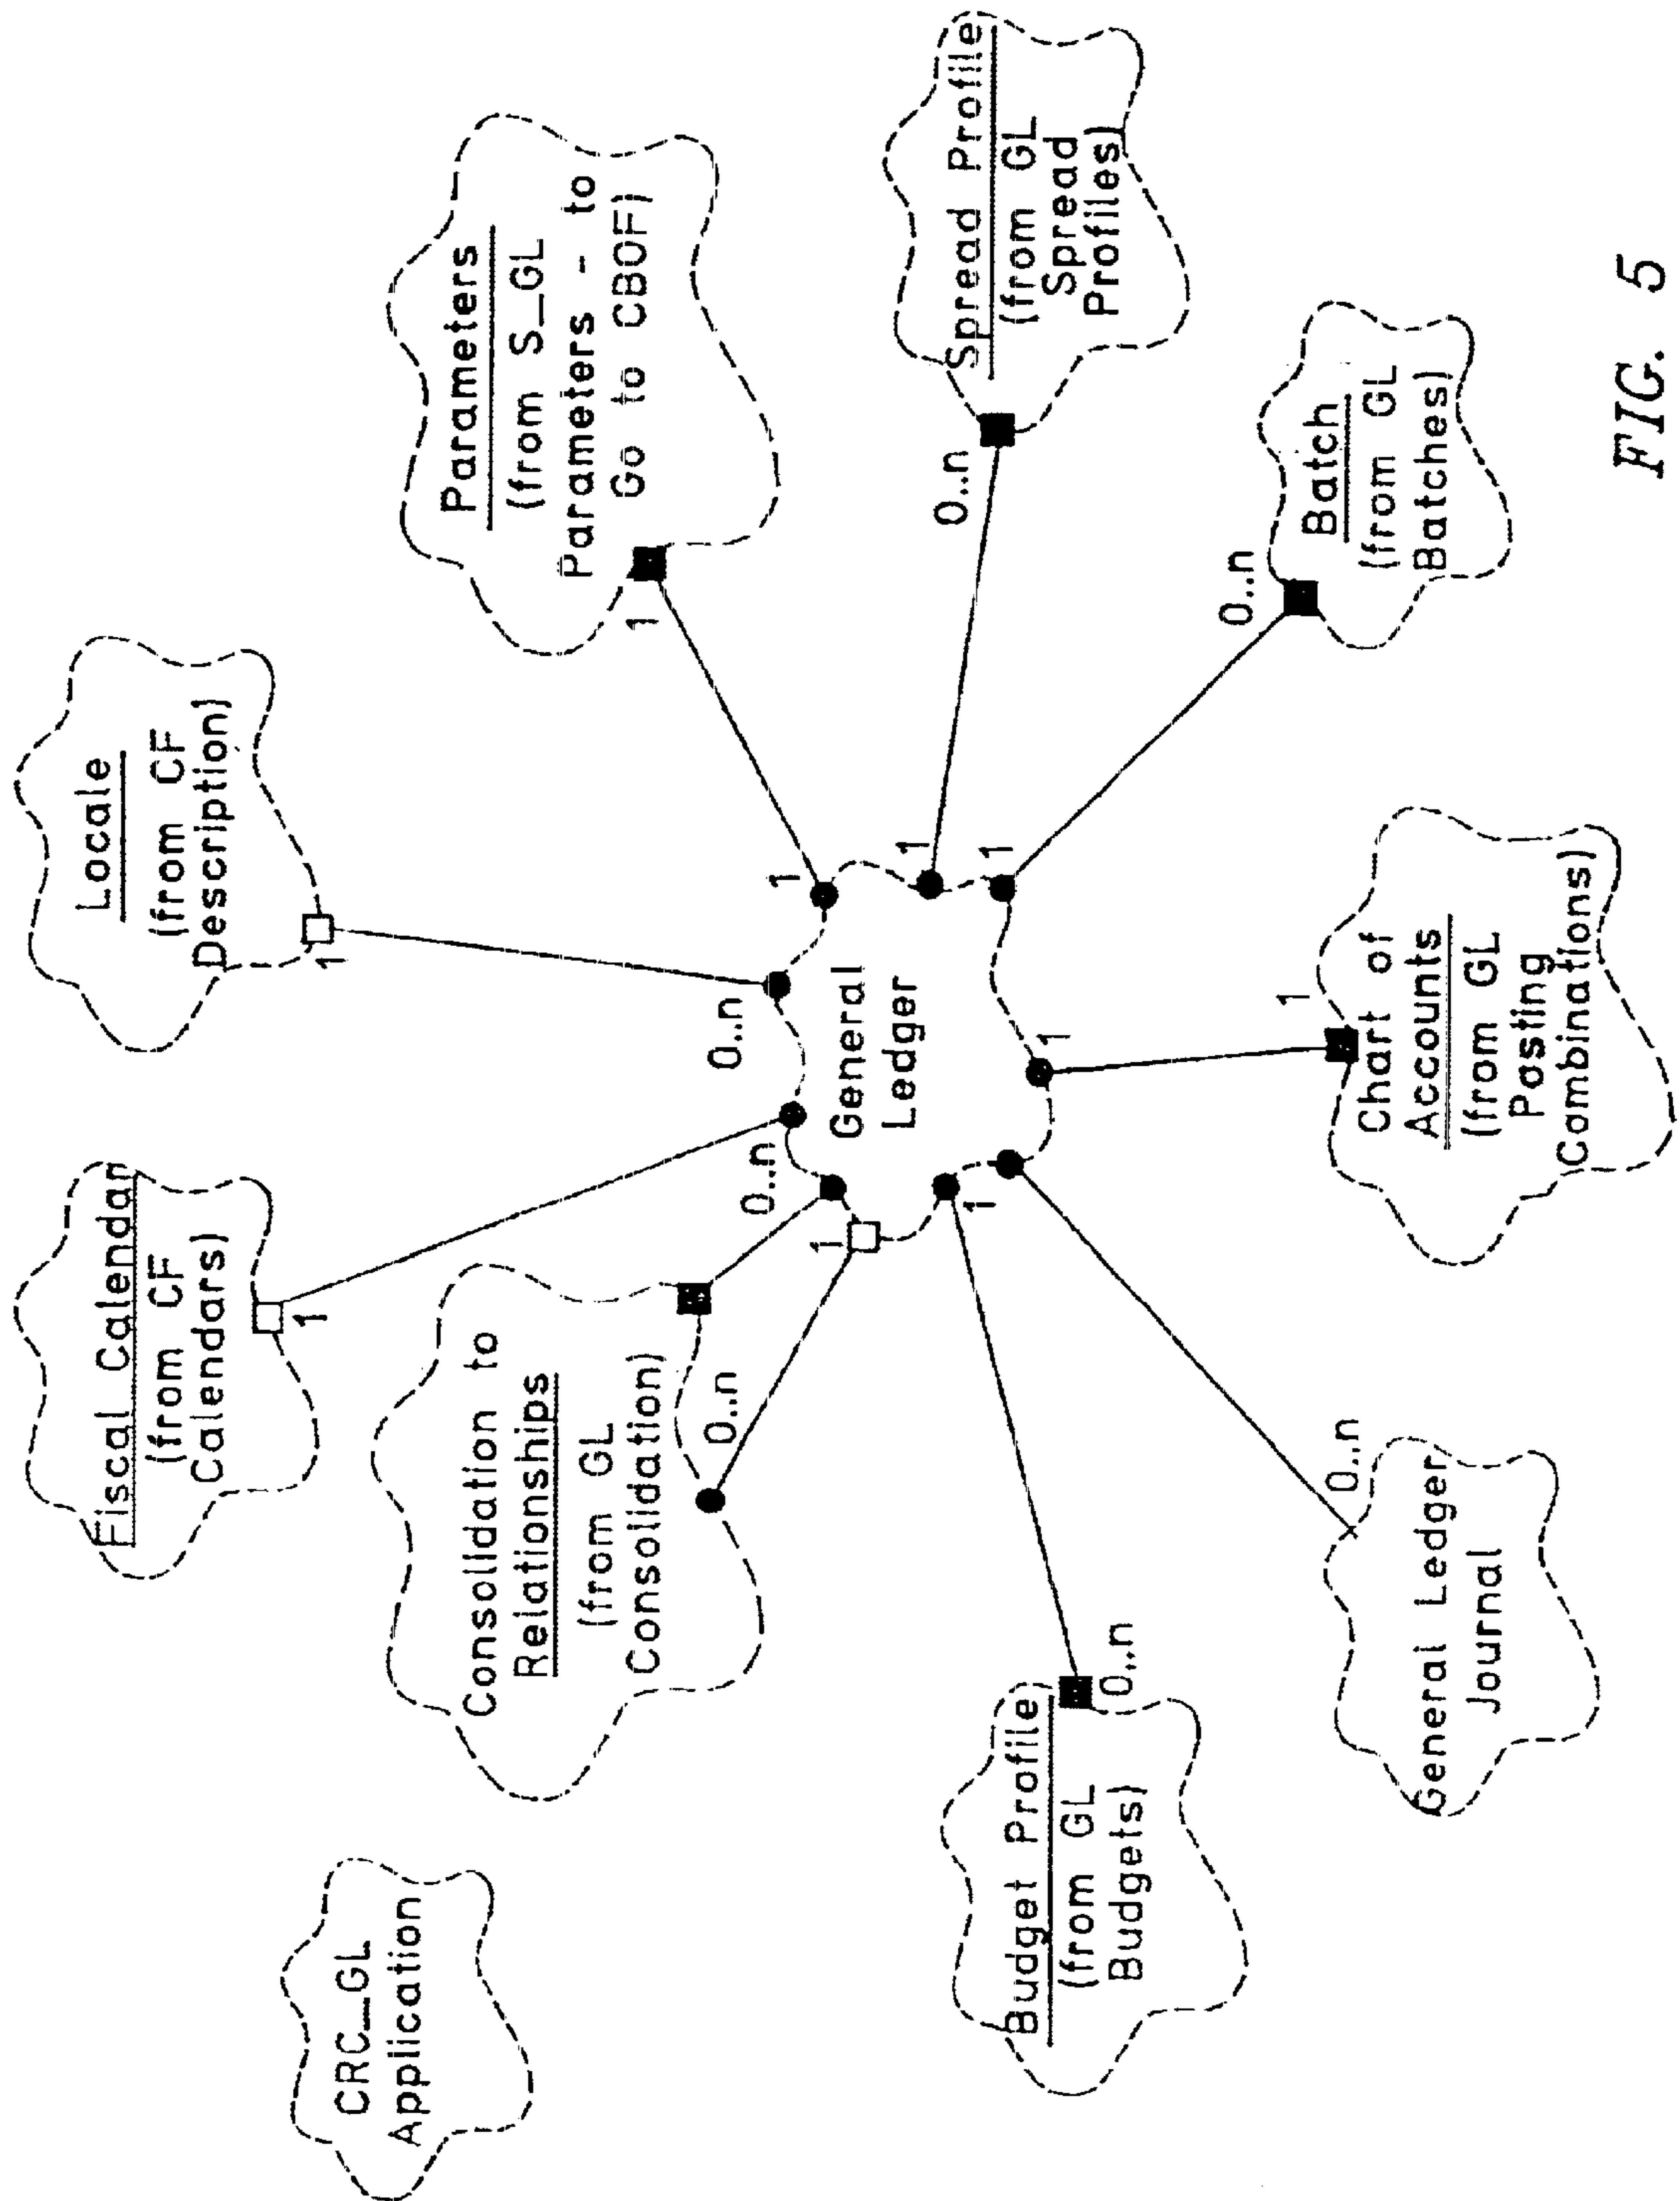 CRC_GL
Application
Fiscal Calendar
(from CF
Calendars)
1
Locale
(from CF
Description)
1
Consolidation to
Relationships
(from GL
Consolidation)
0..n
Parameters
(from S_GL
Parameters - to
Go to CBOF)
1
0..n
0..n
1
1
General
Ledger
1
1
1
1
Budget Profile
(from GL
Budgets)
0..n
Spread Profile
(from GL
Spread
Profiles)
0..n
General Ledger
Journal
0..n
Chart of
Accounts
(from GL
Posting
Combinations)
1
Batch
(from GL
Batches)
0..n
FIG. 5